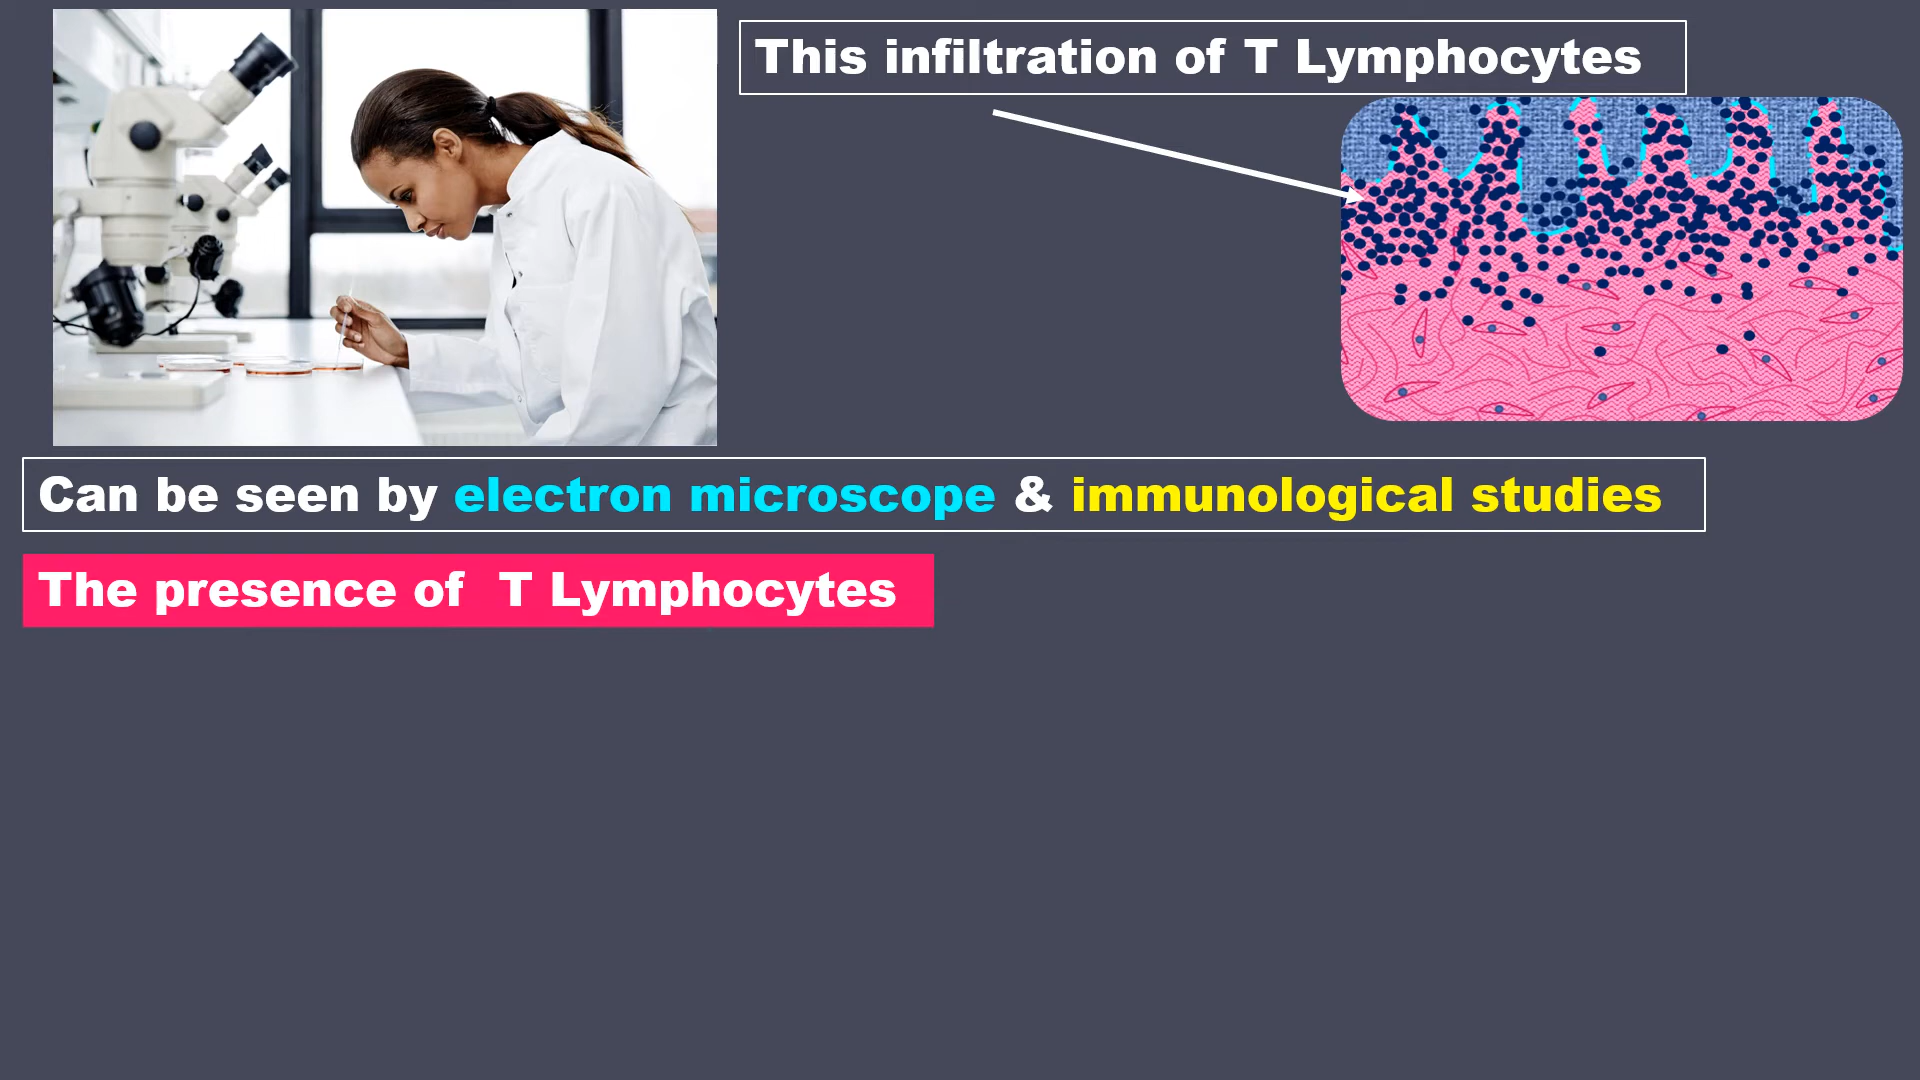 This infiltration of T Lymphocytes
Can be seen by electron microscope & immunological studies
The presence of T Lymphocytes